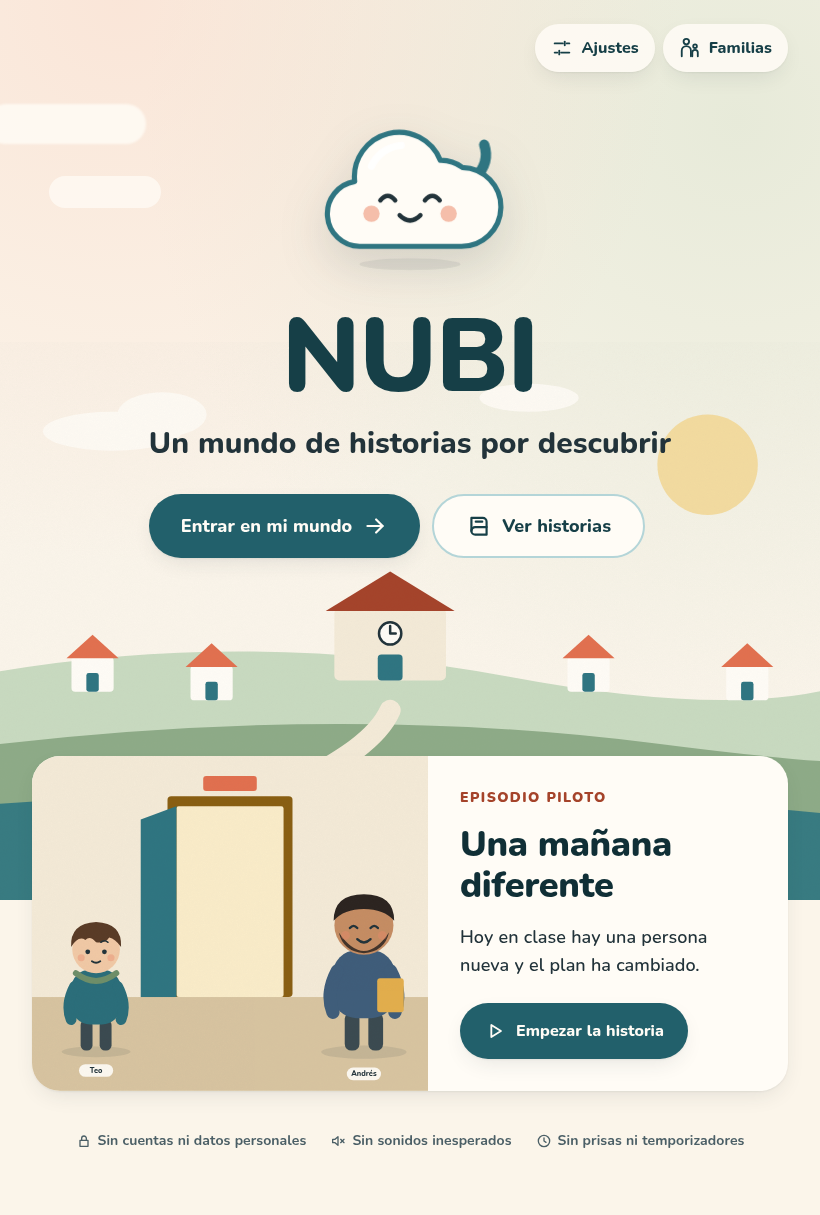 Ajustes
Familias
NUBI
Un mundo de historias por descubrir
Entrar en mi mundo
Ver historias
EPISODIO PILOTO
Una mañana
diferente
Hoy en clase hay una persona
nueva y el plan ha cambiado.
Empezar la historia
Teo
Andrés
Sin cuentas ni datos personales
Sin sonidos inesperados
Sin prisas ni temporizadores